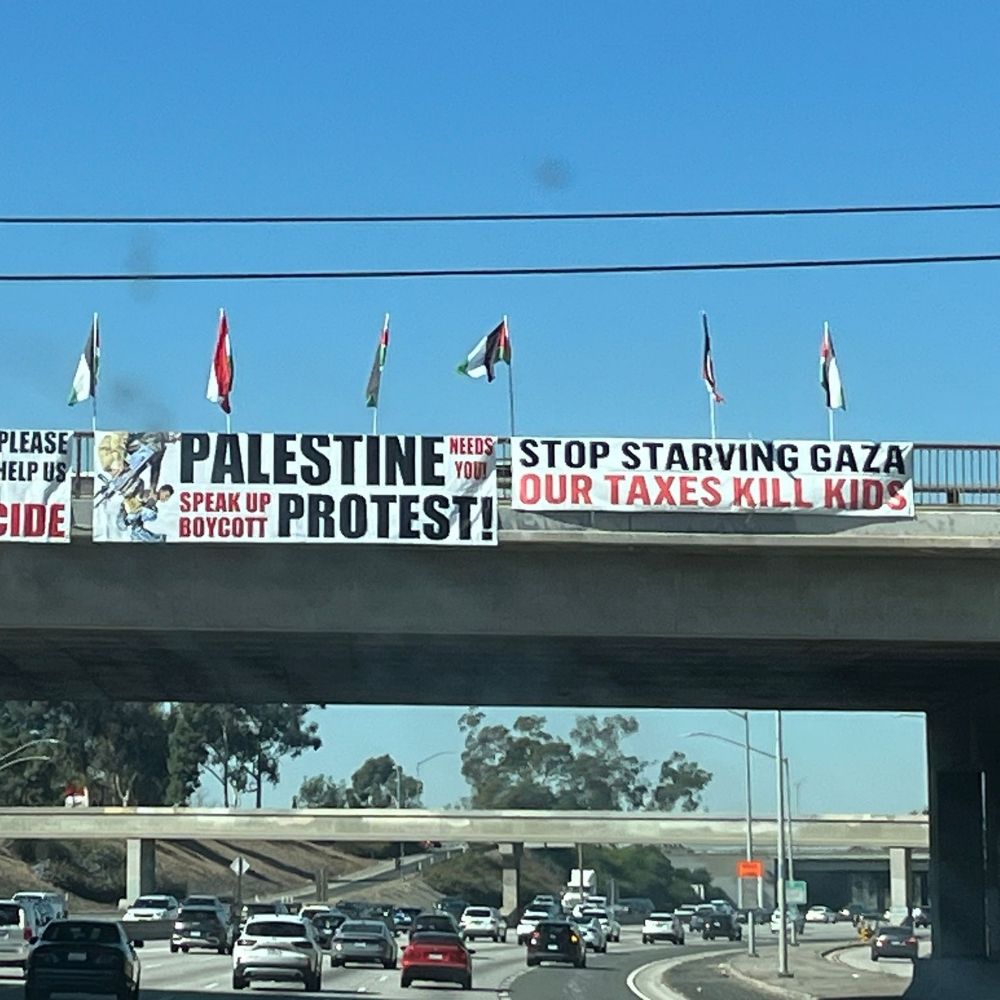 PLEASE
HELP US
CIDE
PALESTINE
NEEDS
YOU!
SPEAK UP
BOYCOTT
PROTEST!
STOP STARVING GAZA
OUR TAXES KILL KIDS